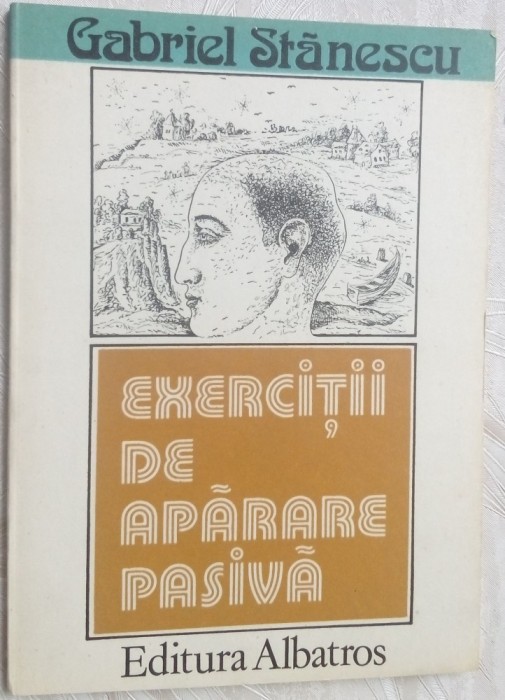 Gabriel Stănescu
EXERCIȚII
DE
APĂRARE
PASIVĂ
Editura Albatros